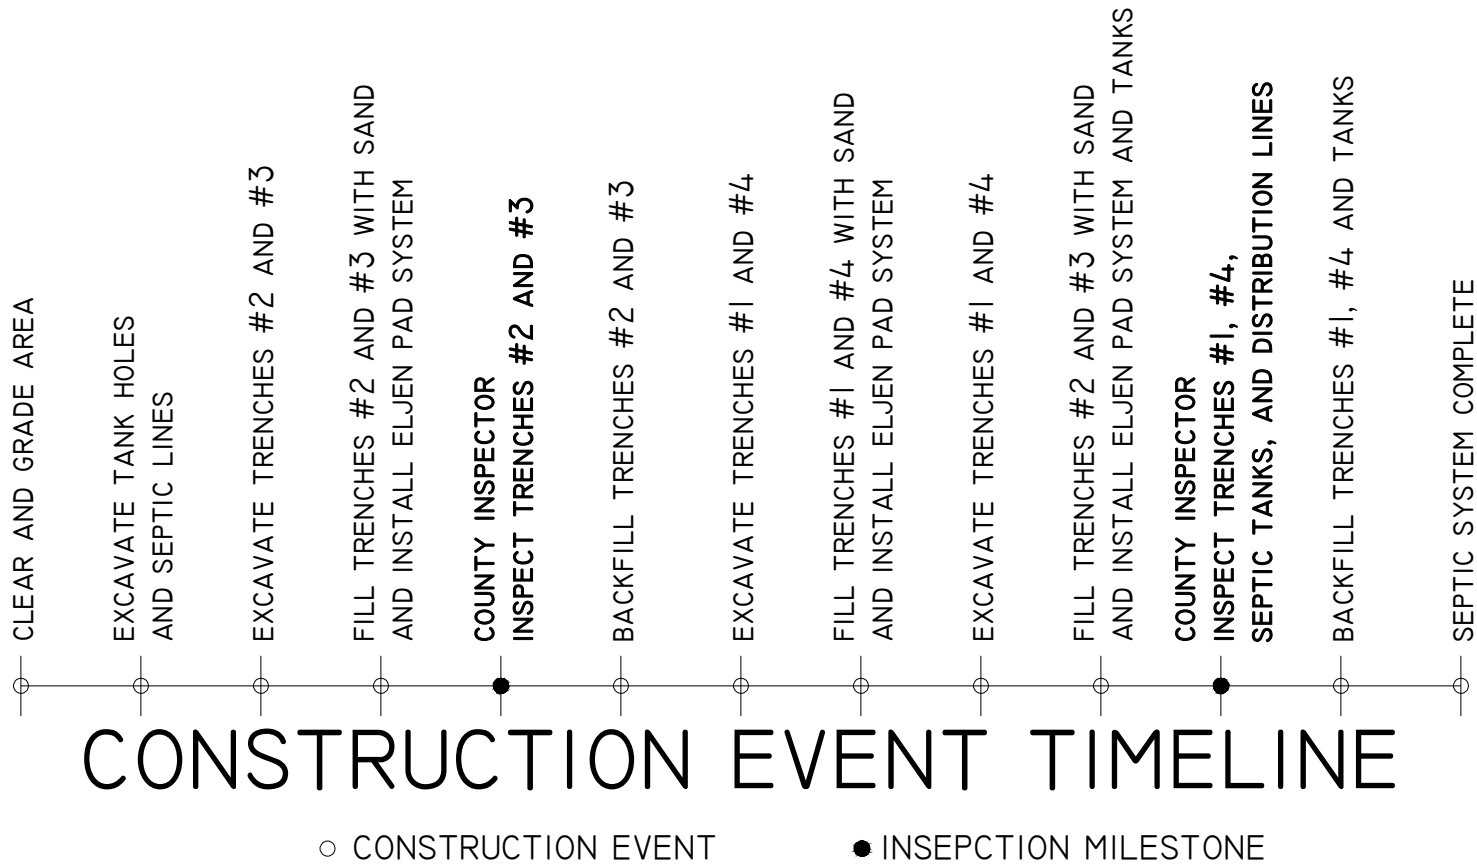 CLEAR AND GRADE AREA
EXCAVATE TANK HOLES
AND SEPTIC LINES
EXCAVATE TRENCHES #2 AND #3
FILL TRENCHES #2 AND #3 WITH SAND
AND INSTALL ELJEN PAD SYSTEM
COUNTY INSPECTOR
INSPECT TRENCHES #2 AND #3
BACKFILL TRENCHES #2 AND #3
EXCAVATE TRENCHES #1 AND #4
FILL TRENCHES #1 AND #4 WITH SAND
AND INSTALL ELJEN PAD SYSTEM
EXCAVATE TRENCHES #1 AND #4
FILL TRENCHES #2 AND #3 WITH SAND
AND INSTALL ELJEN PAD SYSTEM AND TANKS
COUNTY INSPECTOR
INSPECT TRENCHES #1, #4,
SEPTIC TANKS, AND DISTRIBUTION LINES
BACKFILL TRENCHES #1, #4 AND TANKS
SEPTIC SYSTEM COMPLETE
CONSTRUCTION EVENT TIMELINE
CONSTRUCTION EVENT
INSEPCTION MILESTONE